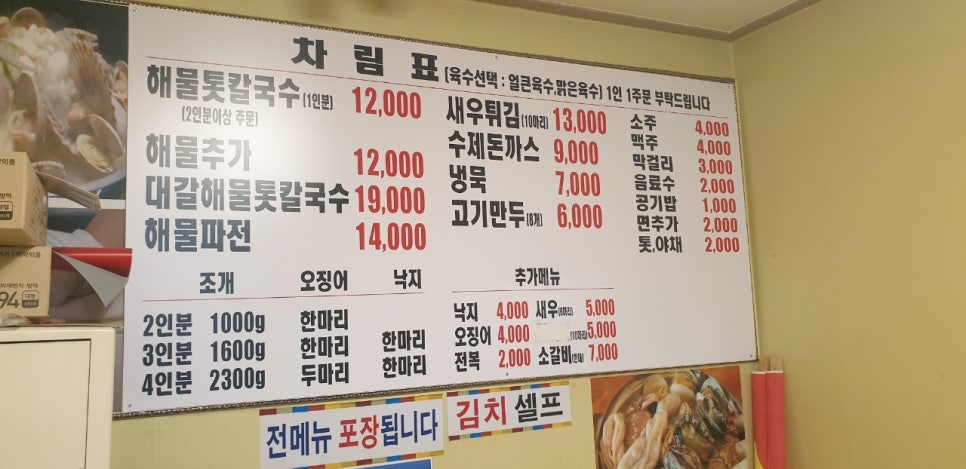 차 림 표 (육수선택 : 얼큰육수,맑은육수) 1인 1주문 부탁드립니다
해물톳칼국수 (1인분) 12,000
(2인분이상 주문)
해물추가 12,000
대갈해물톳칼국수 19,000
해물파전 14,000
새우튀김 (10마리) 13,000
수제돈까스 9,000
냉묵 7,000
고기만두 (8개) 6,000
소주 4,000
맥주 4,000
막걸리 3,000
음료수 2,000
공기밥 1,000
면추가 2,000
톳,야채 2,000
조개 오징어 낙지
2인분 1000g 한마리
3인분 1600g 한마리 한마리
4인분 2300g 두마리 한마리
추가메뉴
낙지 4,000 새우 5,000
오징어 4,000 (10마리) 5,000
전복 2,000 소갈비 7,000
전메뉴 포장됩니다
김치 셀프
94